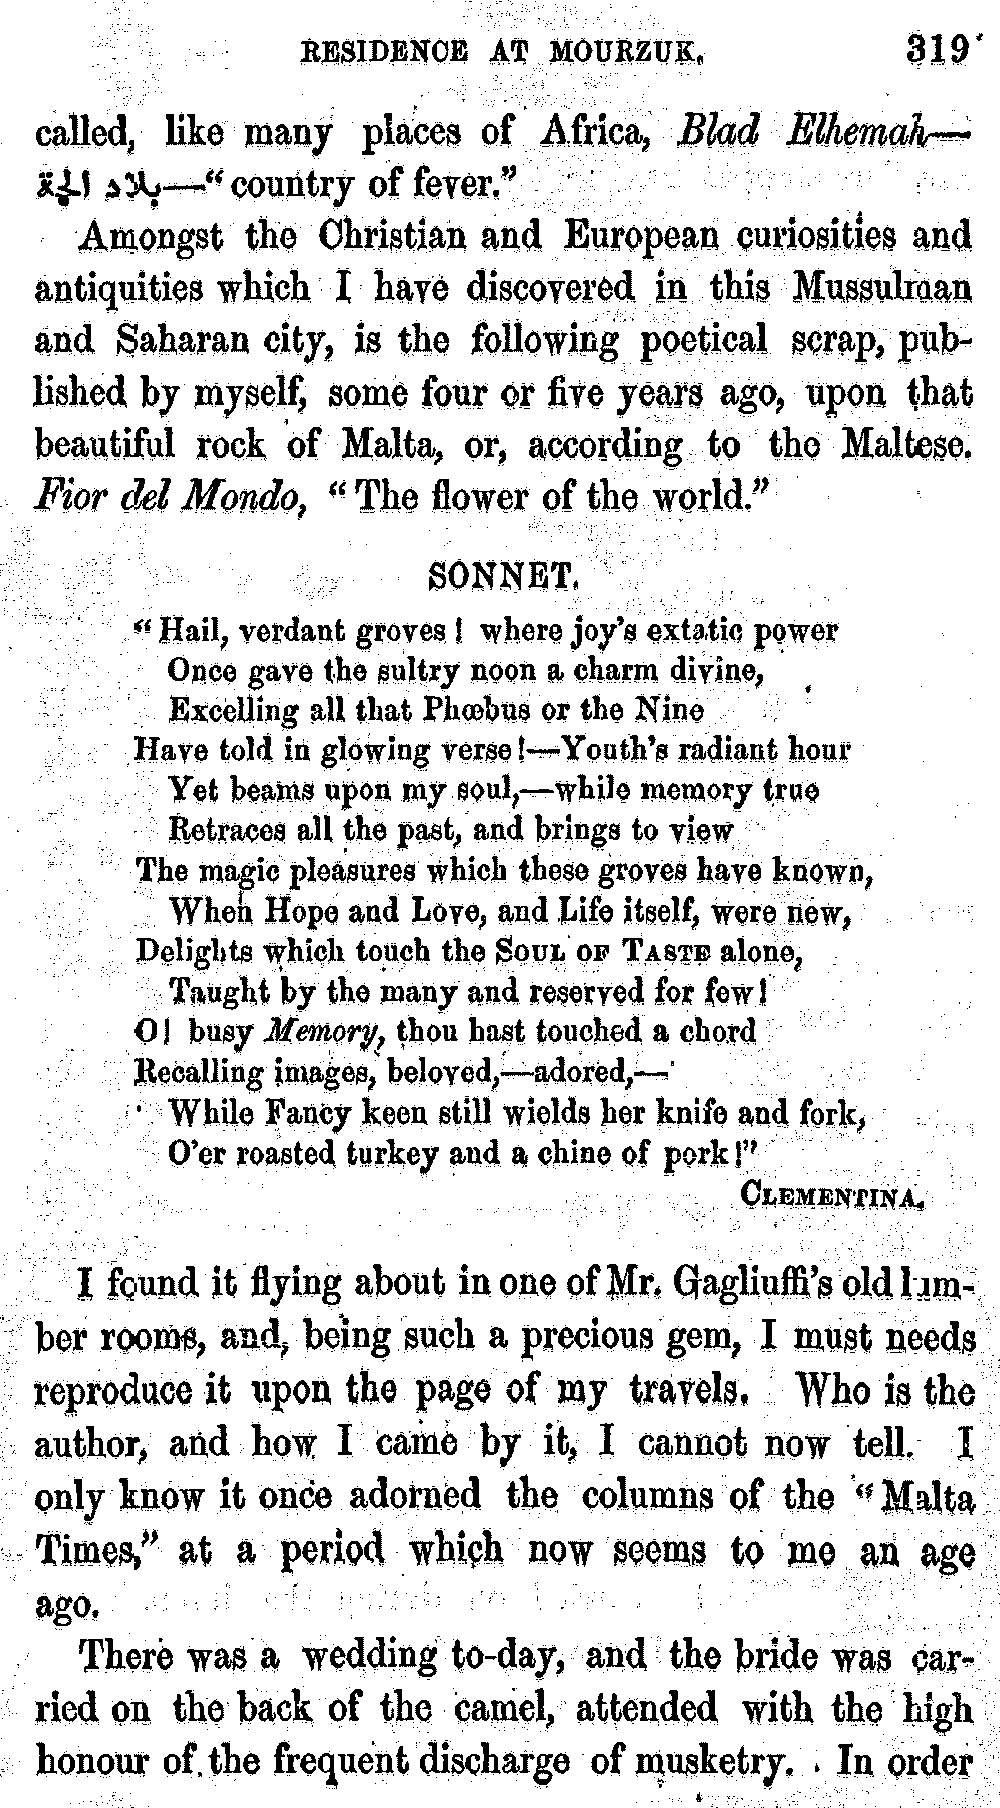 RESIDENCE AT MOURZUK. 319
called, like many places of Africa, Blad Elhemah—
بلاد الحمة—“country of fever.”
Amongst the Christian and European curiosities and
antiquities which I have discovered in this Mussulman
and Saharan city, is the following poetical scrap, pub-
lished by myself, some four or five years ago, upon that
beautiful rock of Malta, or, according to the Maltese.
Fior del Mondo, “The flower of the world.”
SONNET.
“Hail, verdant groves! where joy’s extatic power
Once gave the sultry noon a charm divine,
Excelling all that Phœbus or the Nine
Have told in glowing verse!—Youth’s radiant hour
Yet beams upon my soul,—while memory true
Retraces all the past, and brings to view
The magic pleasures which these groves have known,
When Hope and Love, and Life itself, were new,
Delights which touch the SOUL OF TASTE alone,
Taught by the many and reserved for few!
O! busy Memory, thou hast touched a chord
Recalling images, beloved,—adored,—
While Fancy keen still wields her knife and fork,
O’er roasted turkey and a chine of pork!”
CLEMENTINA.
I found it flying about in one of Mr. Gagliuffi’s old lum-
ber rooms, and, being such a precious gem, I must needs
reproduce it upon the page of my travels. Who is the
author, and how I came by it, I cannot now tell. I
only know it once adorned the columns of the “Malta
Times,” at a period which now seems to me an age
ago.
There was a wedding to-day, and the bride was car-
ried on the back of the camel, attended with the high
honour of the frequent discharge of musketry. In order